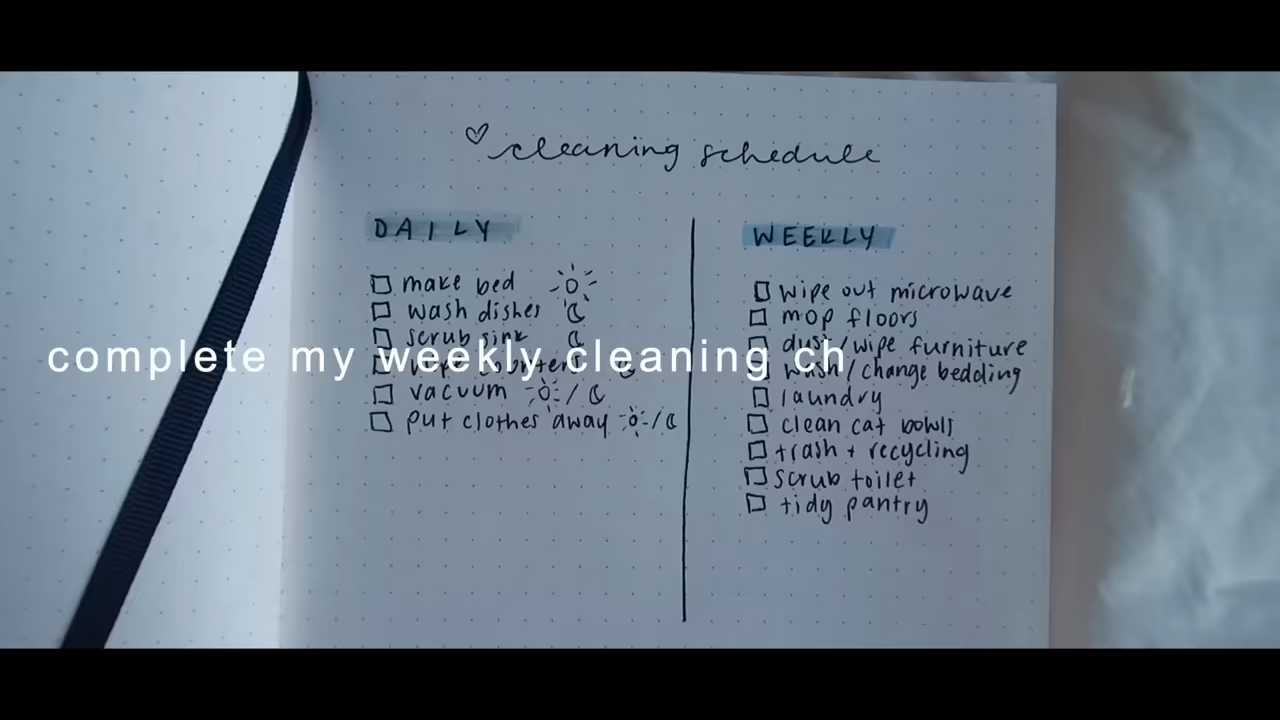 cleaning schedule
DAILY
make bed
wash dishes
scrub sink
wipe counters
vacuum /
put clothes away /
WEEKLY
wipe out microwave
mop floors
dust/wipe furniture
wash/change bedding
laundry
clean cat bowls
trash + recycling
scrub toilet
tidy pantry
complete my weekly cleaning ch